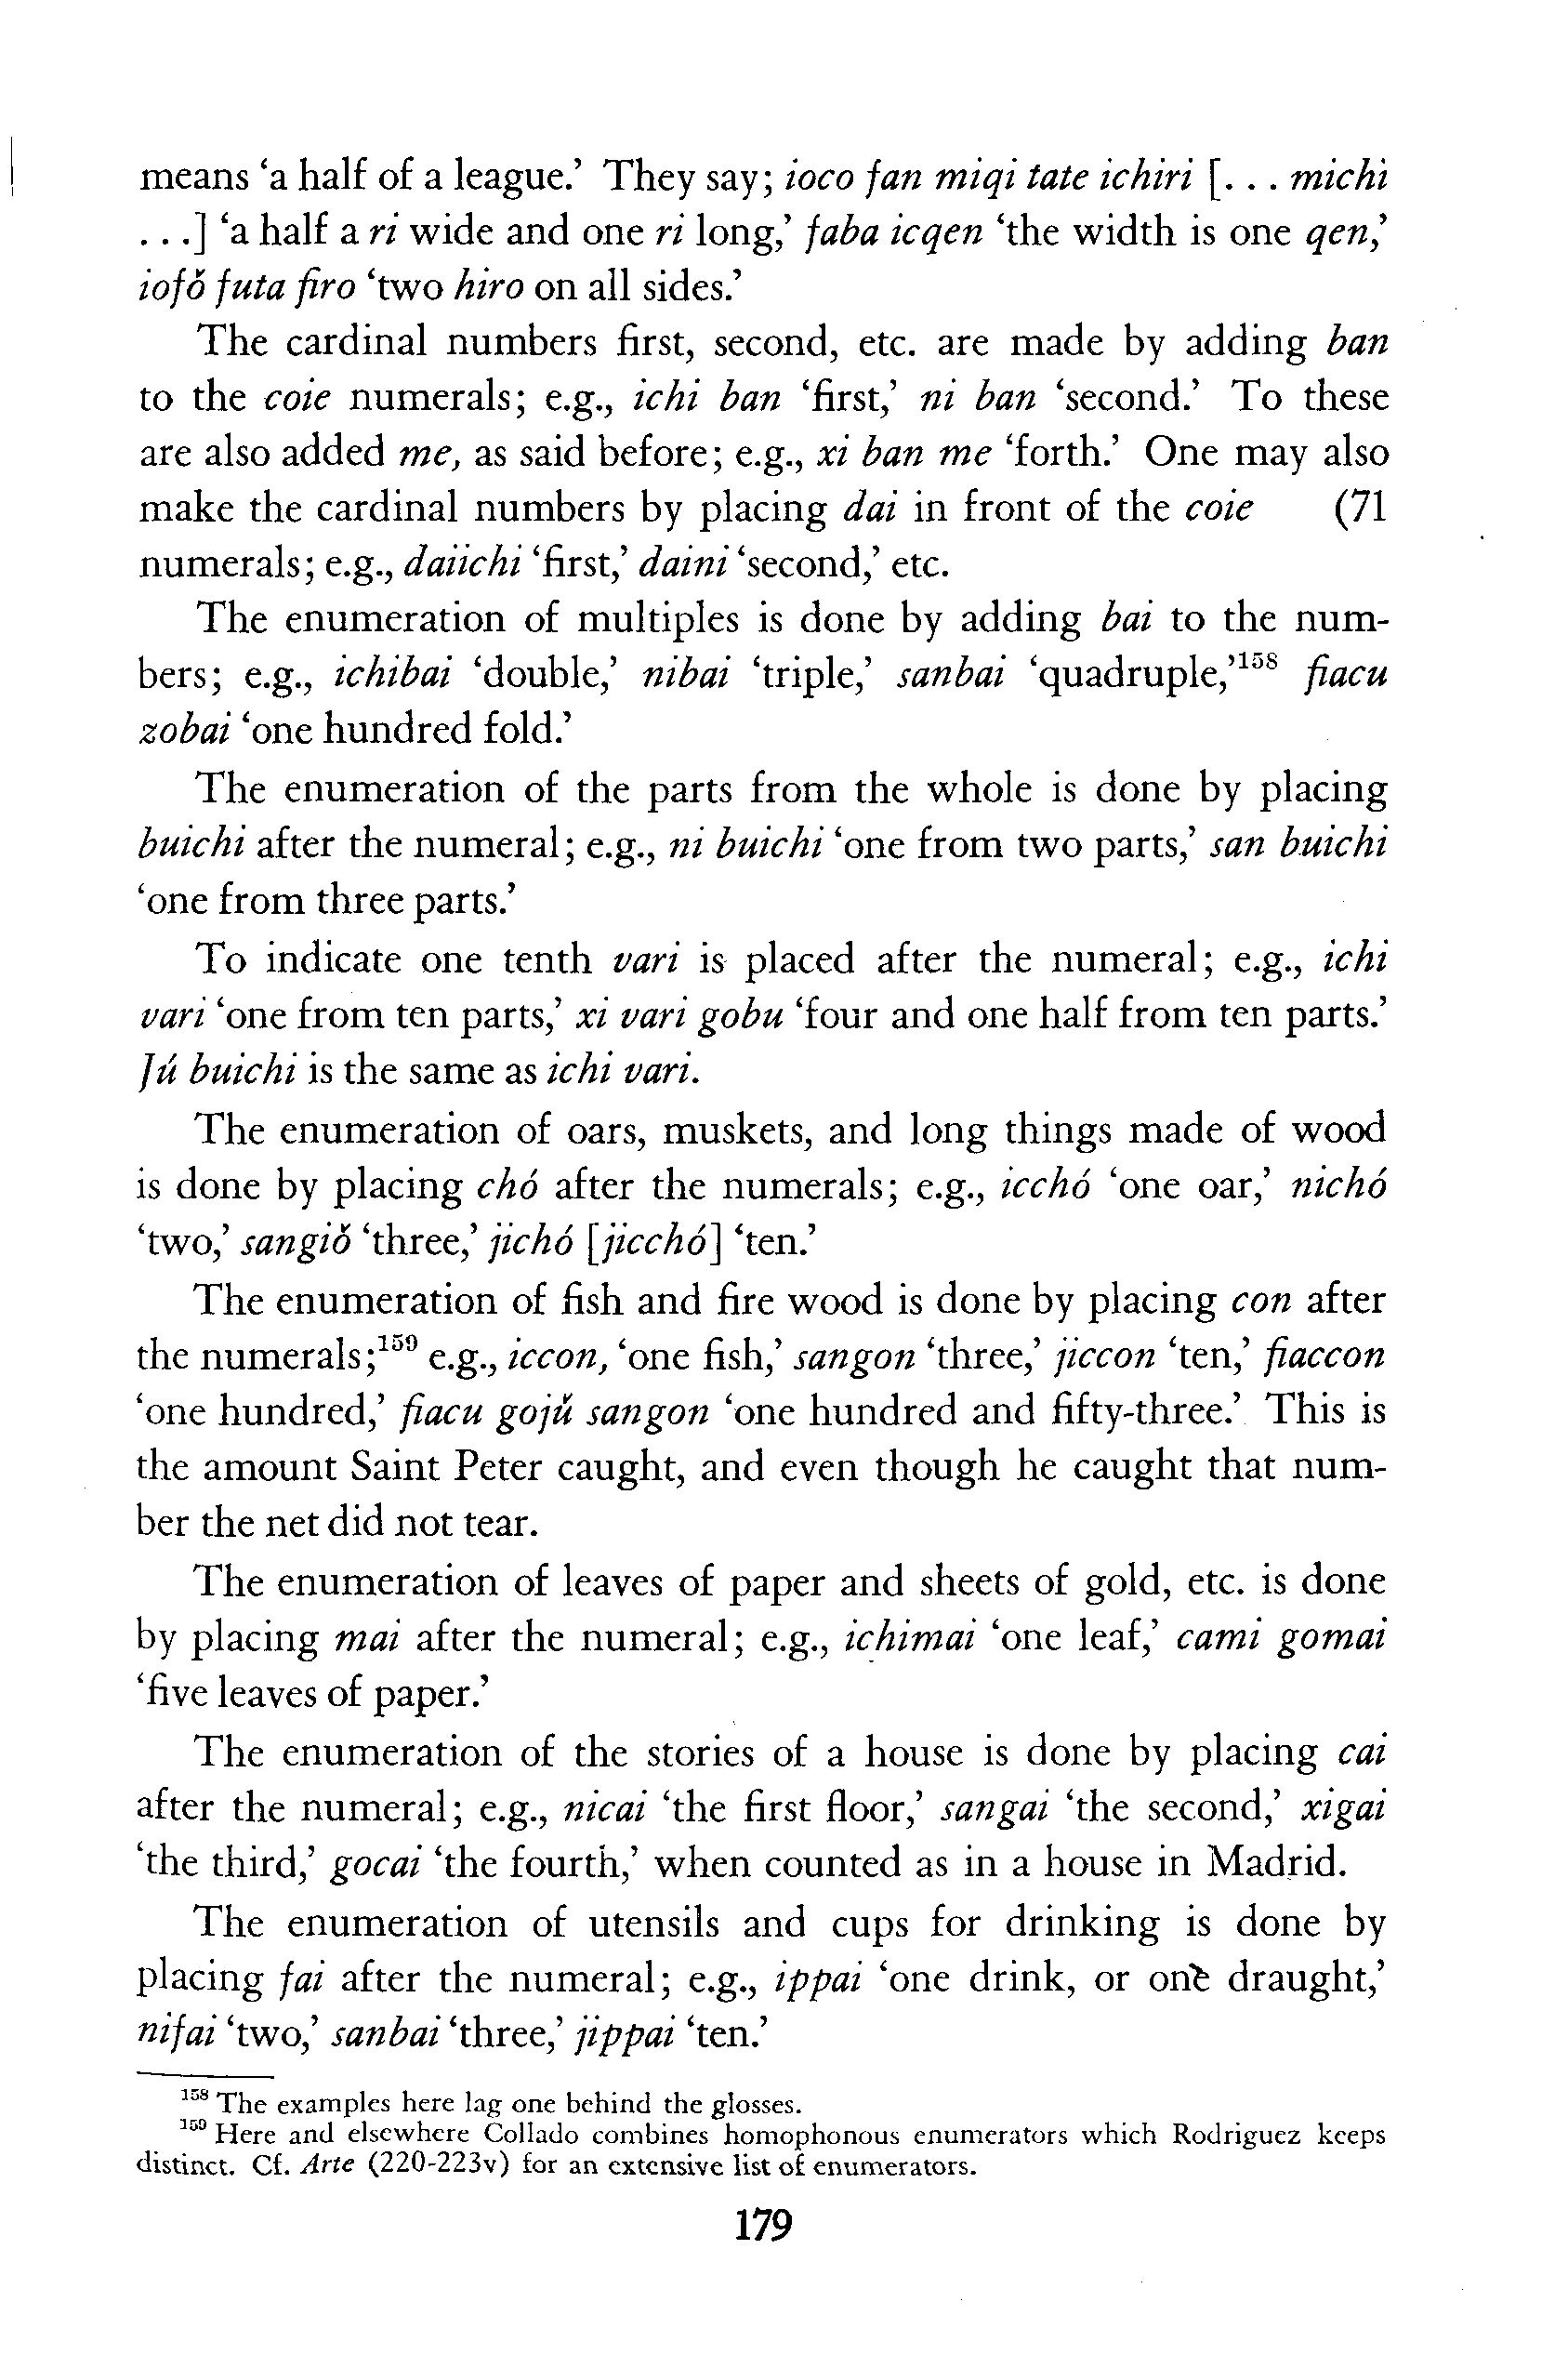 means ‘a half of a league.’ They say; ioco fan miqi tate ichiri [. . . michi
. . .] ‘a half a ri wide and one ri long,’ faba icqen ‘the width is one qen,’
iofǒ futa firo ‘two hiro on all sides.’
The cardinal numbers first, second, etc. are made by adding ban
to the coie numerals; e.g., ichi ban ‘first,’ ni ban ‘second.’ To these
are also added me, as said before; e.g., xi ban me ‘forth.’ One may also
make the cardinal numbers by placing dai in front of the coie (71
numerals; e.g., daiichi ‘first,’ daini ‘second,’ etc.
The enumeration of multiples is done by adding bai to the num-
bers; e.g., ichibai ‘double,’ nibai ‘triple,’ sanbai ‘quadruple,’¹⁵⁸ fiacu
zobai ‘one hundred fold.’
The enumeration of the parts from the whole is done by placing
buichi after the numeral; e.g., ni buichi ‘one from two parts,’ san buichi
‘one from three parts.’
To indicate one tenth vari is placed after the numeral; e.g., ichi
vari ‘one from ten parts,’ xi vari gobu ‘four and one half from ten parts.’
Jú buichi is the same as ichi vari.
The enumeration of oars, muskets, and long things made of wood
is done by placing chó after the numerals; e.g., icchó ‘one oar,’ nichó
‘two,’ sangiǒ ‘three,’ jichó [jicchó] ‘ten.’
The enumeration of fish and fire wood is done by placing con after
the numerals;¹⁵⁹ e.g., iccon, ‘one fish,’ sangon ‘three,’ jiccon ‘ten,’ fiaccon
‘one hundred,’ fiacu gojǔ sangon ‘one hundred and fifty-three.’ This is
the amount Saint Peter caught, and even though he caught that num-
ber the net did not tear.
The enumeration of leaves of paper and sheets of gold, etc. is done
by placing mai after the numeral; e.g., ichimai ‘one leaf,’ cami gomai
‘five leaves of paper.’
The enumeration of the stories of a house is done by placing cai
after the numeral; e.g., nicai ‘the first floor,’ sangai ‘the second,’ xigai
‘the third,’ gocai ‘the fourth,’ when counted as in a house in Madrid.
The enumeration of utensils and cups for drinking is done by
placing fai after the numeral; e.g., ippai ‘one drink, or one draught,’
nifai ‘two,’ sanbai ‘three,’ jippai ‘ten.’
¹⁵⁸ The examples here lag one behind the glosses.
¹⁵⁹ Here and elsewhere Collado combines homophonous enumerators which Rodriguez keeps
distinct. Cf. Arte (220-223v) for an extensive list of enumerators.
179